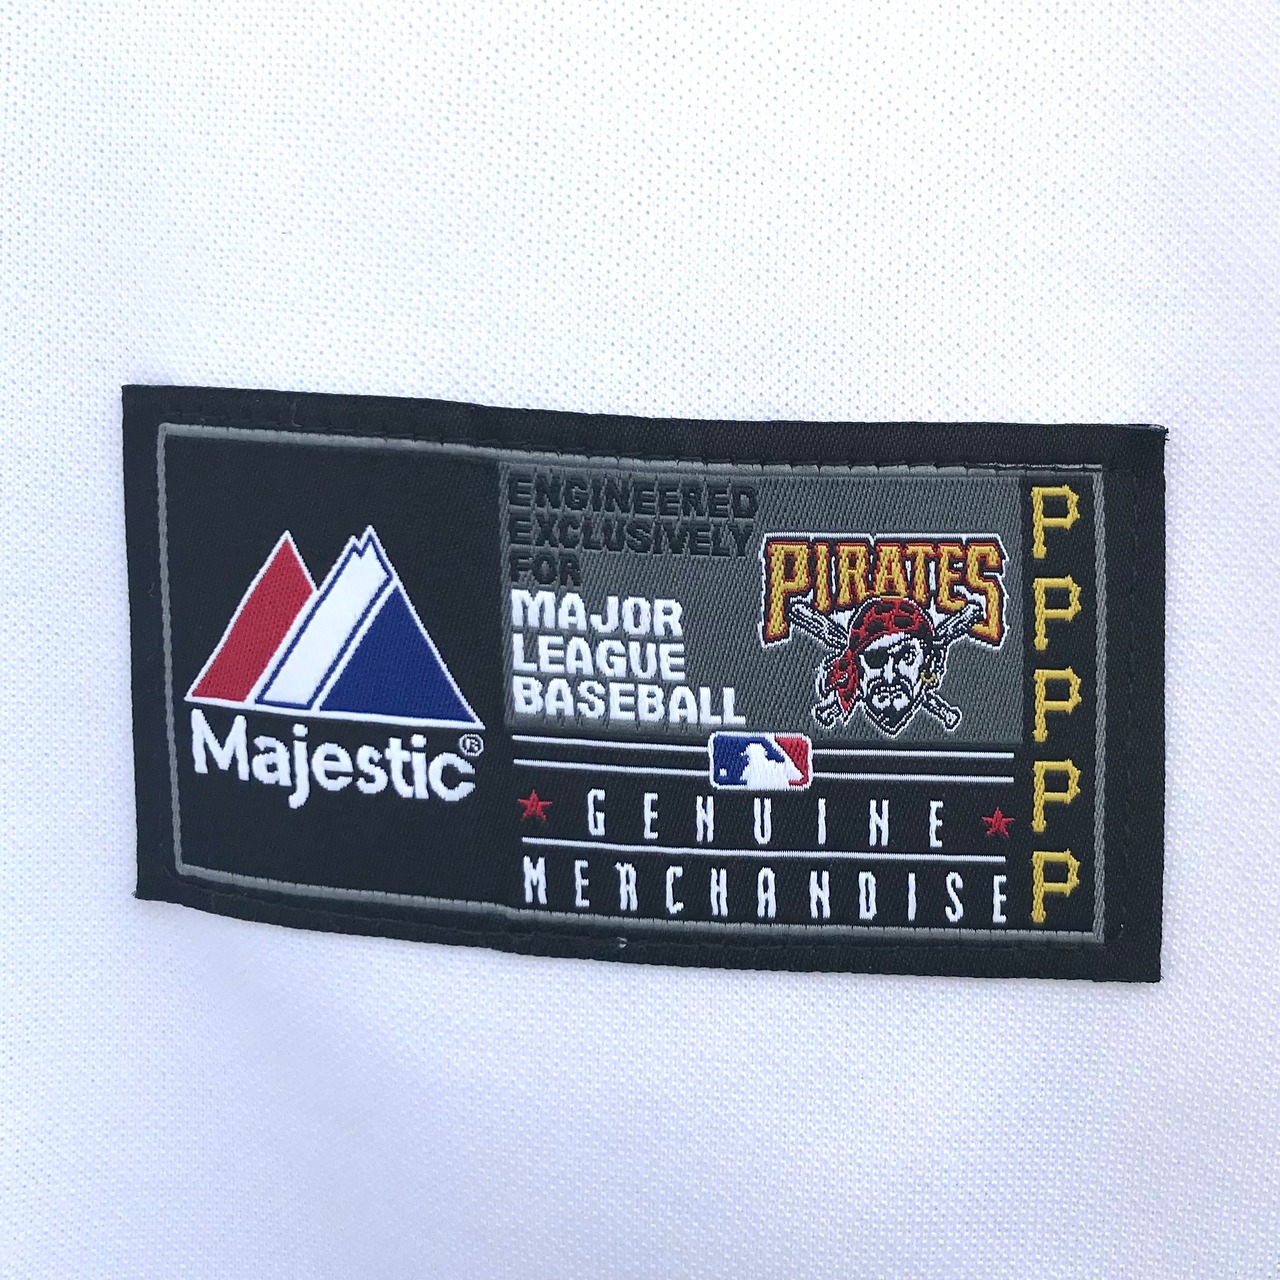 Majestic®
ENGINEERED
EXCLUSIVELY
FOR
MAJOR
LEAGUE
BASEBALL
PIRATES
GENUINE
MERCHANDISE
P
P
P
P
P